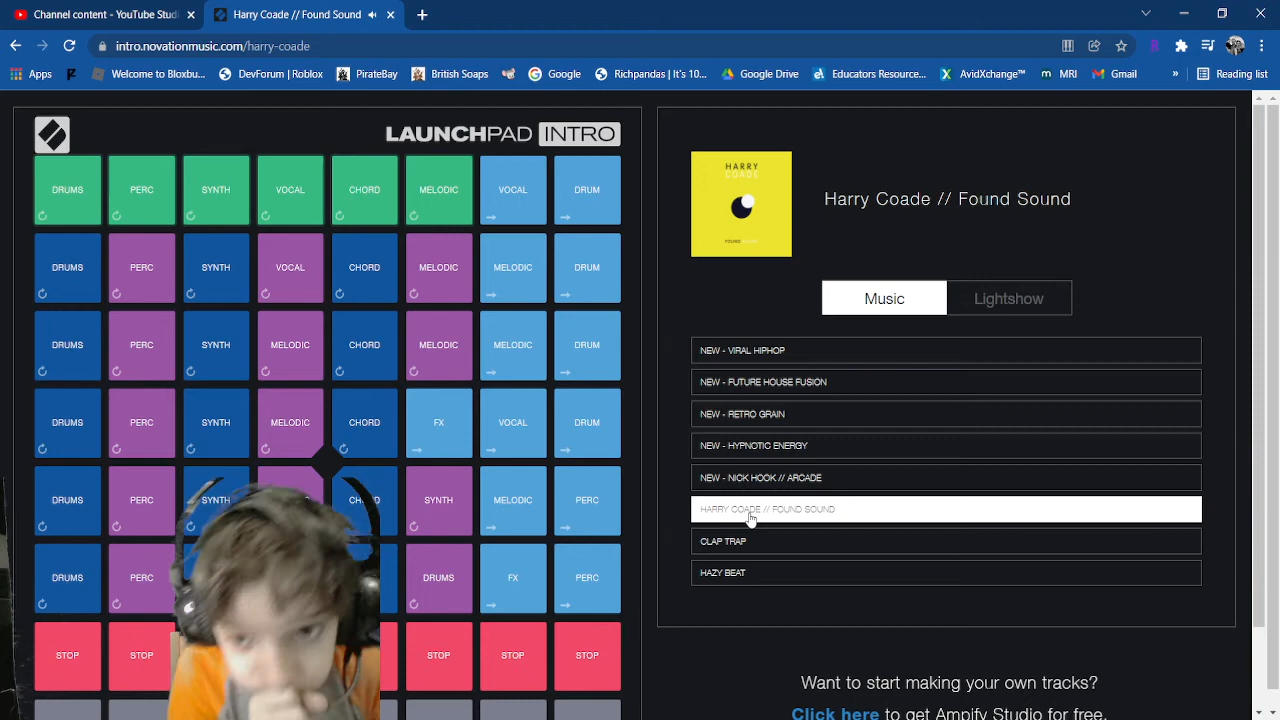 Channel content - YouTube Studi
Harry Coade // Found Sound
intro.novationmusic.com/harry-coade
Apps
Welcome to Bloxbu...
DevForum | Roblox
PirateBay
British Soaps
Google
Richpandas | It's 10...
Google Drive
Educators Resource...
AvidXchange™
MRI
Gmail
»
Reading list
LAUNCHPAD INTRO
DRUMS PERC SYNTH VOCAL CHORD MELODIC VOCAL DRUM
DRUMS PERC SYNTH VOCAL CHORD MELODIC MELODIC DRUM
DRUMS PERC SYNTH MELODIC CHORD MELODIC MELODIC DRUM
DRUMS PERC SYNTH MELODIC CHORD FX VOCAL DRUM
DRUMS PERC SYNTH SYNTH MELODIC PERC
DRUMS PERC DRUMS FX PERC
STOP STOP STOP STOP STOP
HARRY
COADE
FOUND SOUND
Harry Coade // Found Sound
Music
Lightshow
NEW - VIRAL HIPHOP
NEW - FUTURE HOUSE FUSION
NEW - RETRO GRAIN
NEW - HYPNOTIC ENERGY
NEW - NICK HOOK // ARCADE
HARRY COADE // FOUND SOUND
CLAP TRAP
HAZY BEAT
Want to start making your own tracks?
Click here to get Ampify Studio for free.